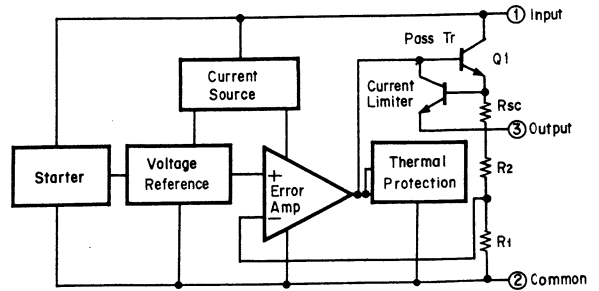 ① Input
Pass Tr
Q1
Current
Source
Current
Limiter
Rsc
③ Output
Starter
Voltage
Reference
+
Error
Amp
−
Thermal
Protection
R2
R1
② Common